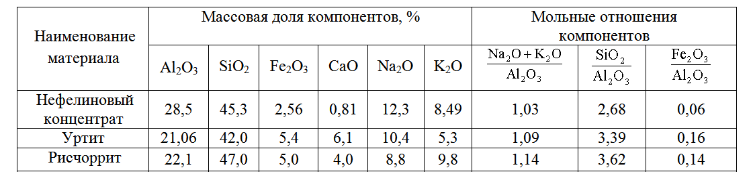 Наименование материала | Массовая доля компонентов, % | Мольные отношения компонентов
Al₂O₃ | SiO₂ | Fe₂O₃ | CaO | Na₂O | K₂O | Na₂O + K₂O / Al₂O₃ | SiO₂ / Al₂O₃ | Fe₂O₃ / Al₂O₃
Нефелиновый концентрат | 28,5 | 45,3 | 2,56 | 0,81 | 12,3 | 8,49 | 1,03 | 2,68 | 0,06
Уртит | 21,06 | 42,0 | 5,4 | 6,1 | 10,4 | 5,3 | 1,09 | 3,39 | 0,16
Рисчоррит | 22,1 | 47,0 | 5,0 | 4,0 | 8,8 | 9,8 | 1,14 | 3,62 | 0,14